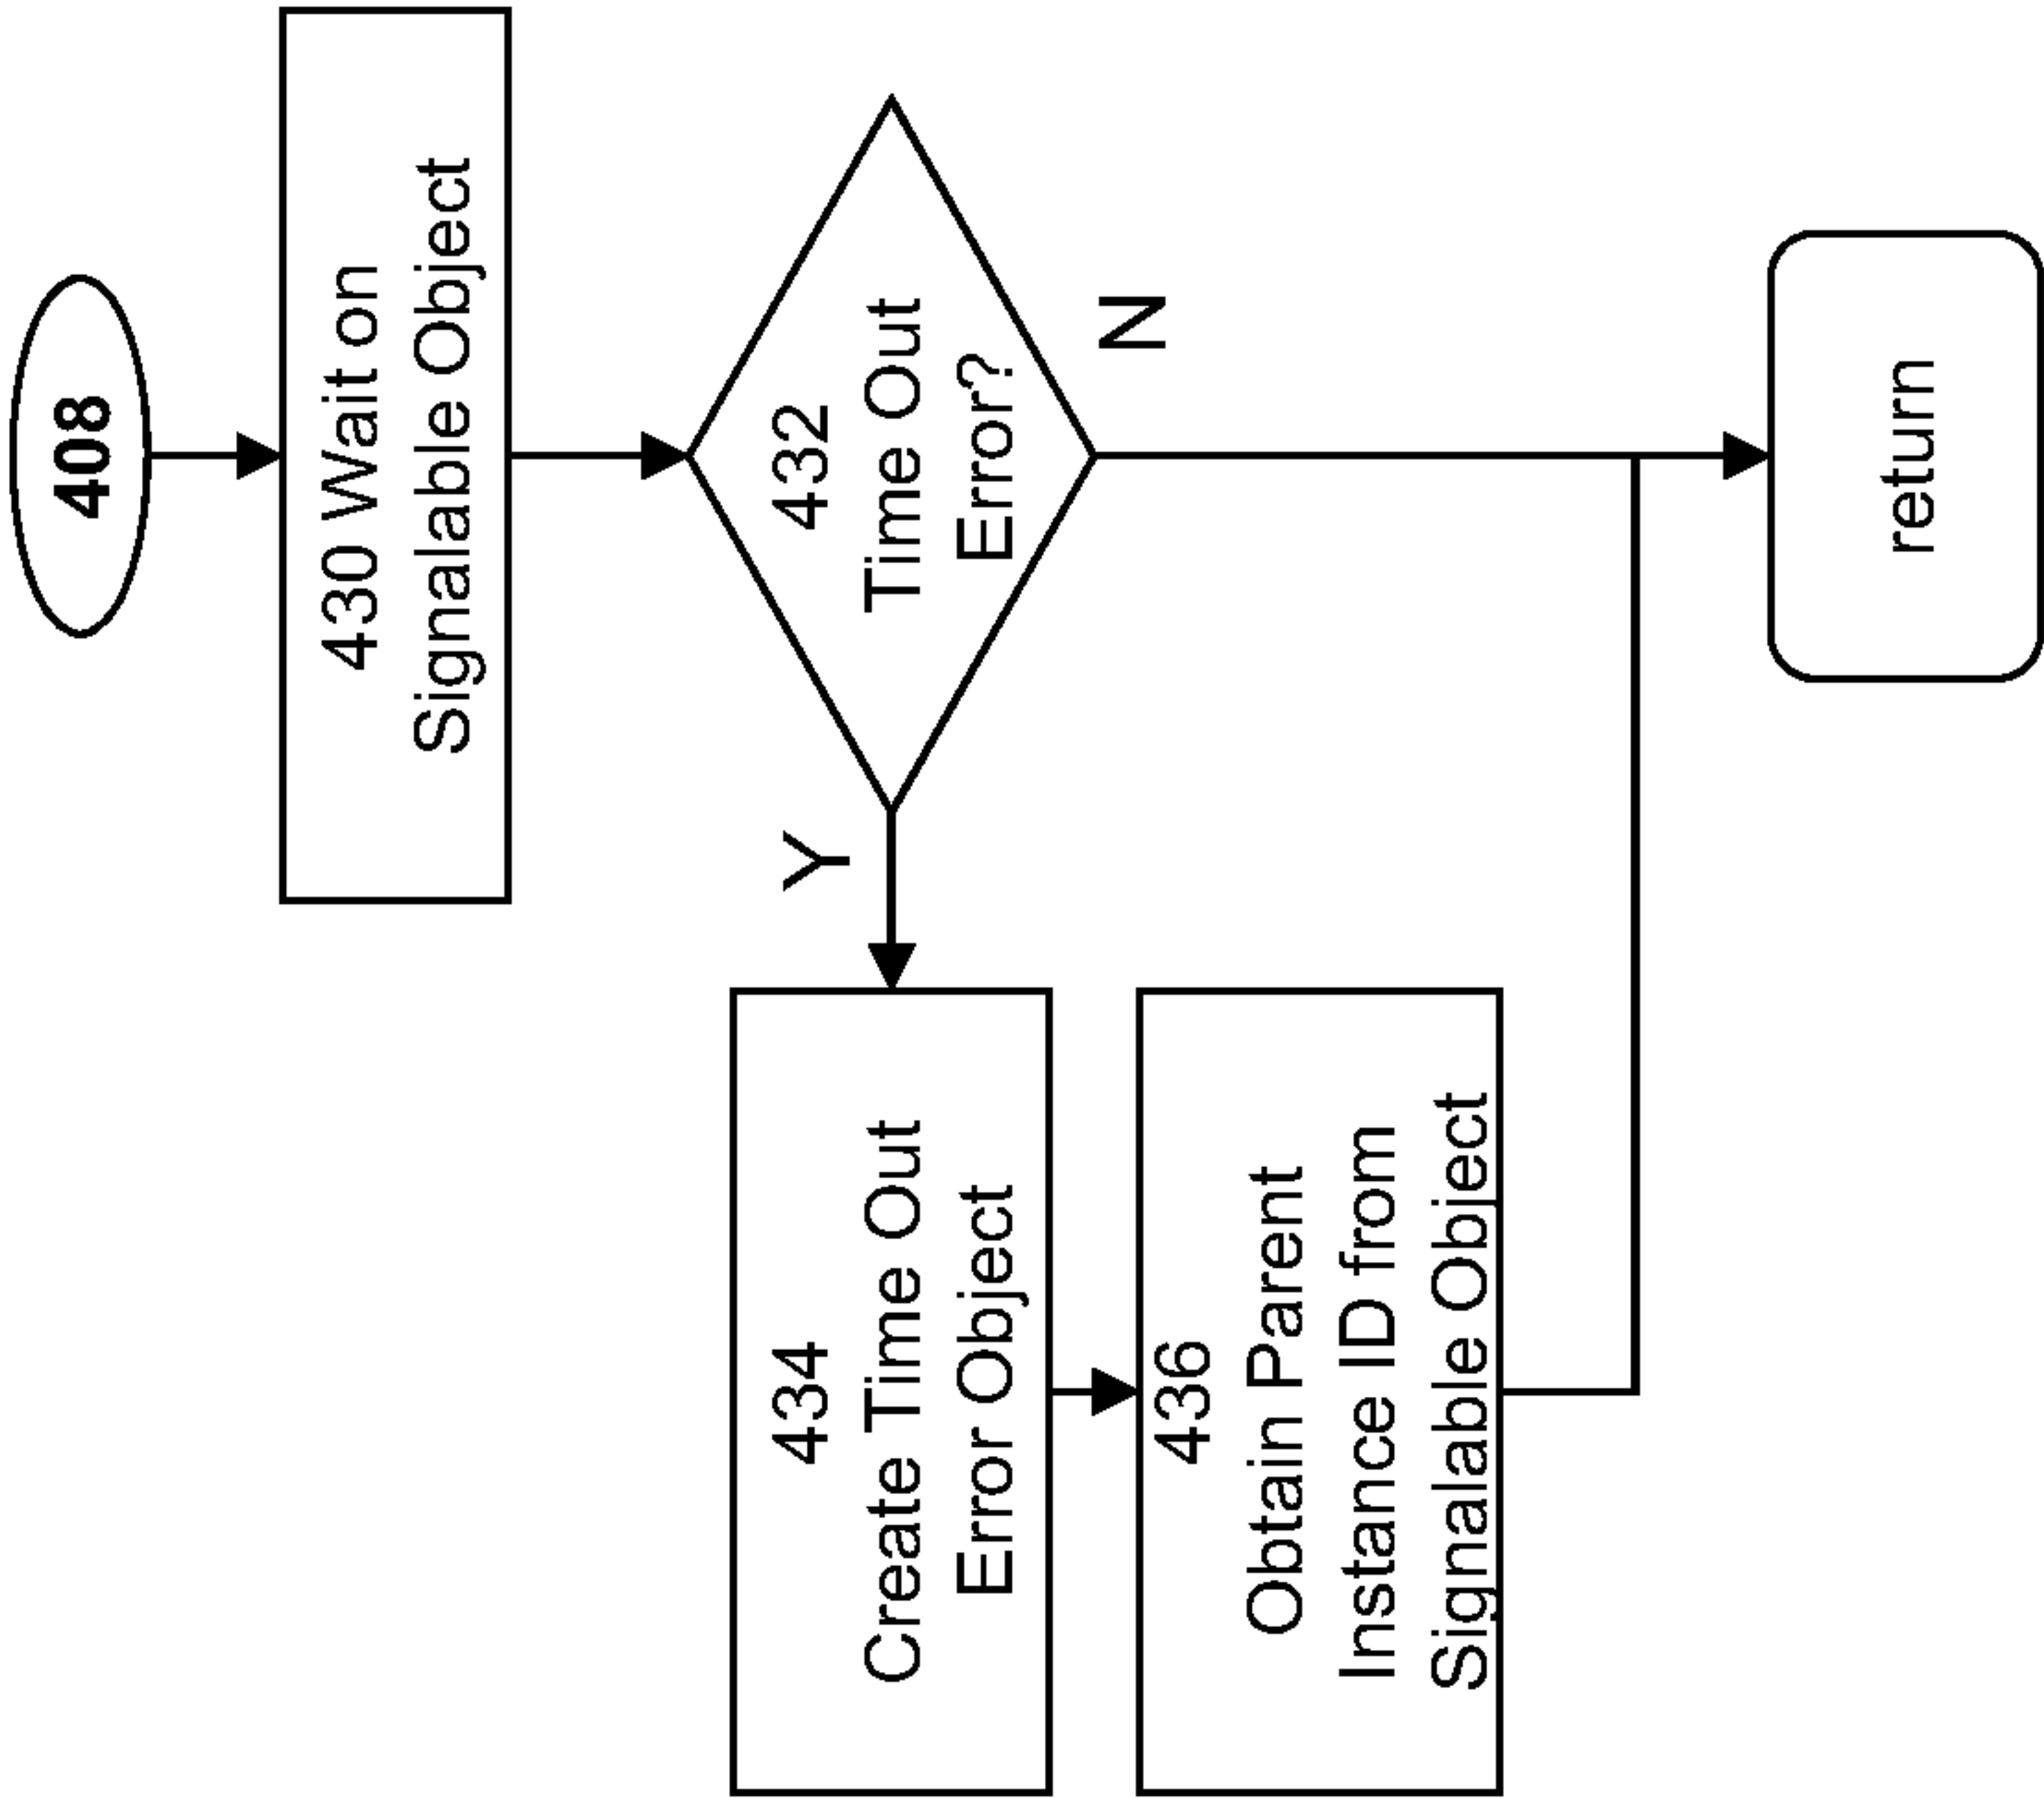 408
430 Wait on
Signalable Object
432
Time Out
Error?
Y
N
434
Create Time Out
Error Object
436
Obtain Parent
Instance ID from
Signalable Object
return